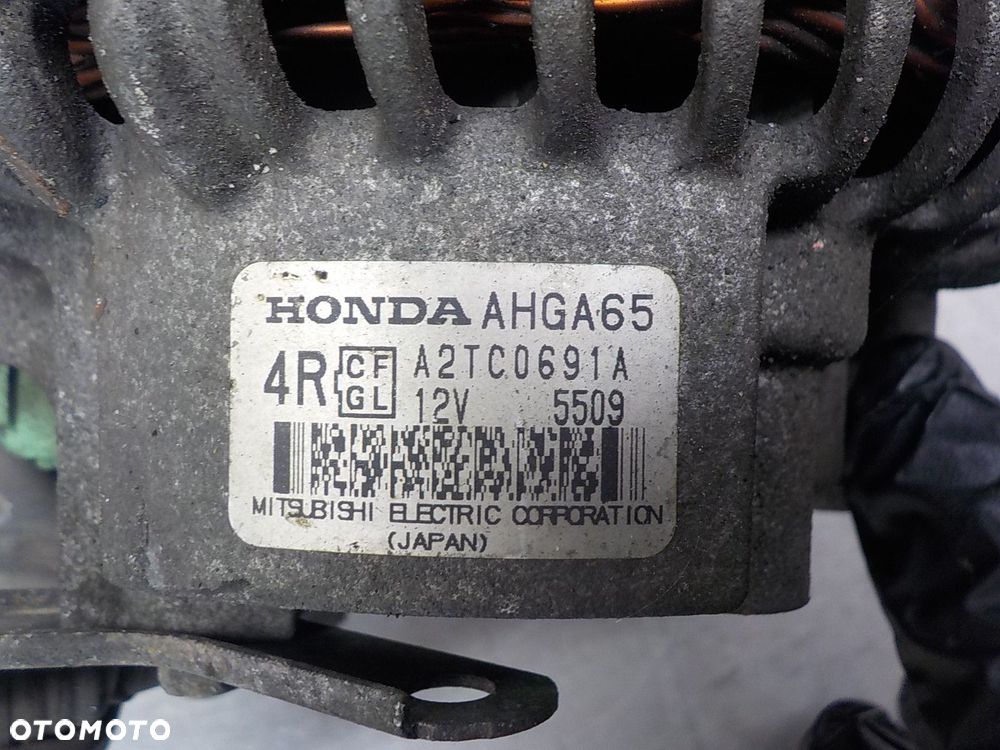 HONDA AHGA65
4R CF GL A2TC0691A
12V 5509
MITSUBISHI ELECTRIC CORPORATION
(JAPAN)
OTOMOTO